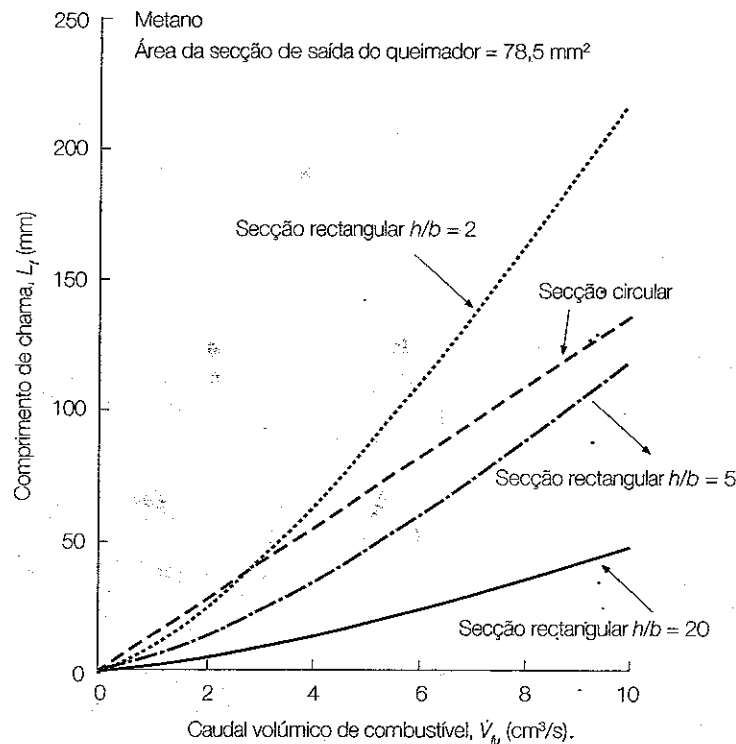 Metano
Área da secção de saída do queimador = 78,5 mm²
250
200
150
100
50
0
Comprimento de chama, L_f (mm)
Secção rectangular h/b = 2
Secção circular
Secção rectangular h/b = 5
Secção rectangular h/b = 20
0 2 4 6 8 10
Caudal volúmico de combustível, V̇_fu (cm³/s).